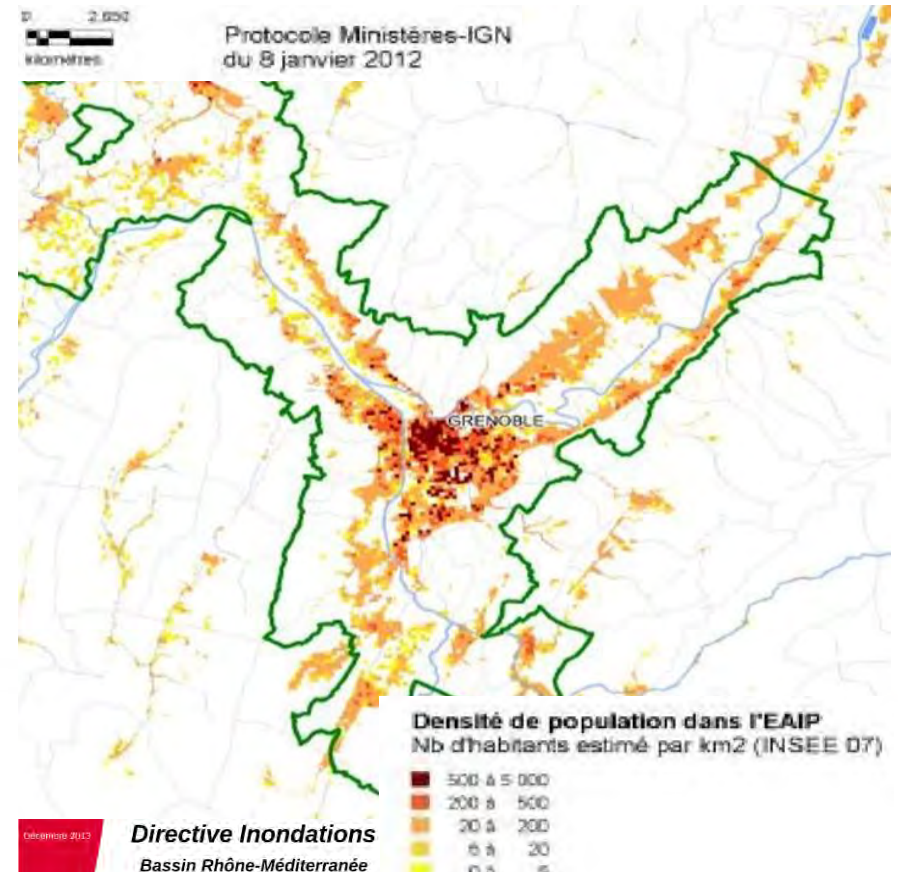 0 2.650
kilomètres
Protocole Ministères-IGN
du 8 janvier 2012
GRENOBLE
Densité de population dans l'EAIP
Nb d'habitants estimé par km2 (INSEE 07)
500 à 5 000
200 à 500
20 à 200
5 à 20
0 à 5
Décembre 2013
Directive Inondations
Bassin Rhône-Méditerranée